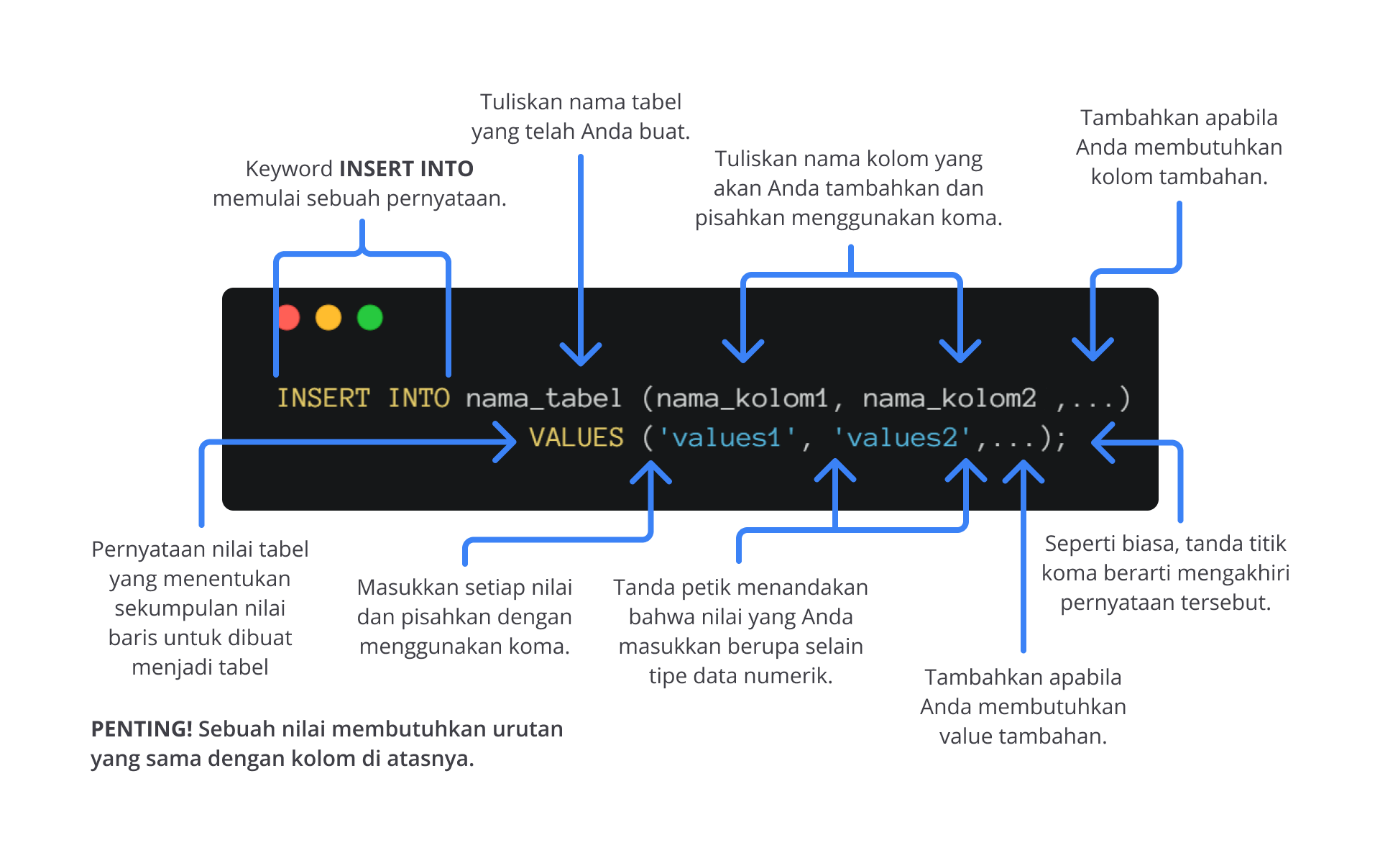 Tuliskan nama tabel
yang telah Anda buat.
Tambahkan apabila
Anda membutuhkan
kolom tambahan.
Keyword INSERT INTO
memulai sebuah pernyataan.
Tuliskan nama kolom yang
akan Anda tambahkan dan
pisahkan menggunakan koma.
INSERT INTO nama_tabel (nama_kolom1, nama_kolom2 ,...)
VALUES ('values1', 'values2',...);
Pernyataan nilai tabel
yang menentukan
sekumpulan nilai
baris untuk dibuat
menjadi tabel
Masukkan setiap nilai
dan pisahkan dengan
menggunakan koma.
Tanda petik menandakan
bahwa nilai yang Anda
masukkan berupa selain
tipe data numerik.
Seperti biasa, tanda titik
koma berarti mengakhiri
pernyataan tersebut.
Tambahkan apabila
Anda membutuhkan
value tambahan.
PENTING! Sebuah nilai membutuhkan urutan
yang sama dengan kolom di atasnya.